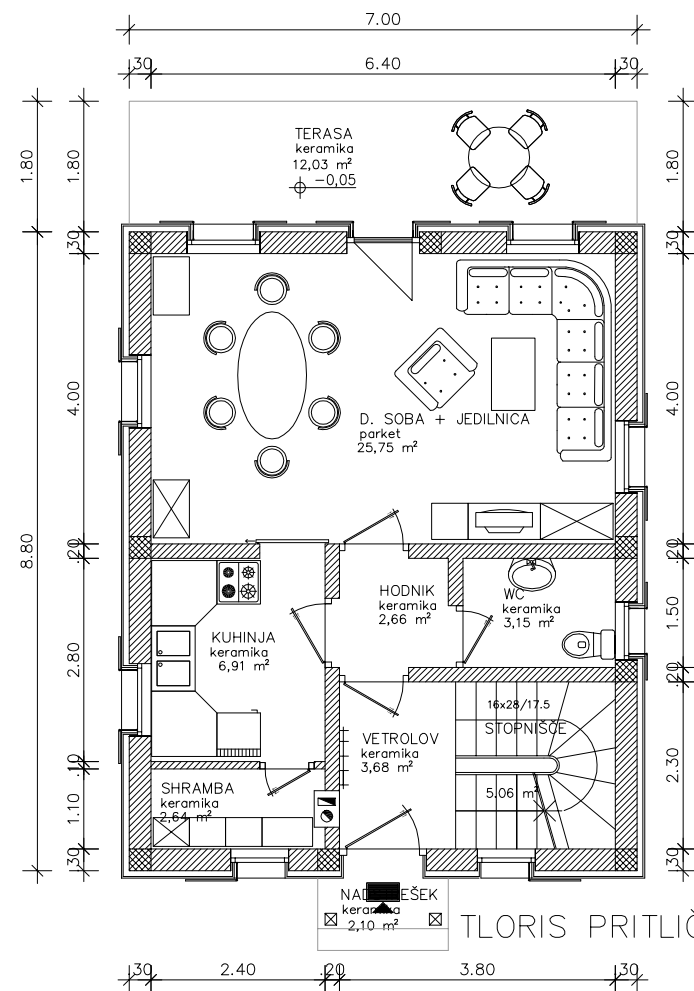 7.00
.30 6.40 .30
1.80
1.80
1.80
TERASA
keramika
12,03 m²
-0,05
.30
.30
4.00
4.00
8.80
D. SOBA + JEDILNICA
parket
25,75 m²
.20
.20
KUHINJA
keramika
6,91 m²
HODNIK
keramika
2,66 m²
WC
keramika
3,15 m²
1.50
2.80
.20
16x28/17.5
STOPNIŠČE
5.06 m²
VETROLOV
keramika
3,68 m²
2.30
.10
SHRAMBA
keramika
2,64 m²
1.10
.30
.30
keramika
2,10 m²
TLORIS
.30 2.40 .20 3.80 .30